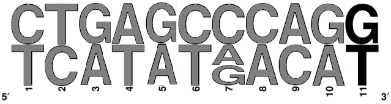 CTGAGCCCAGG
TCATATAACAT
G
1 2 3 4 5 6 7 8 9 10 11
5′ 3′